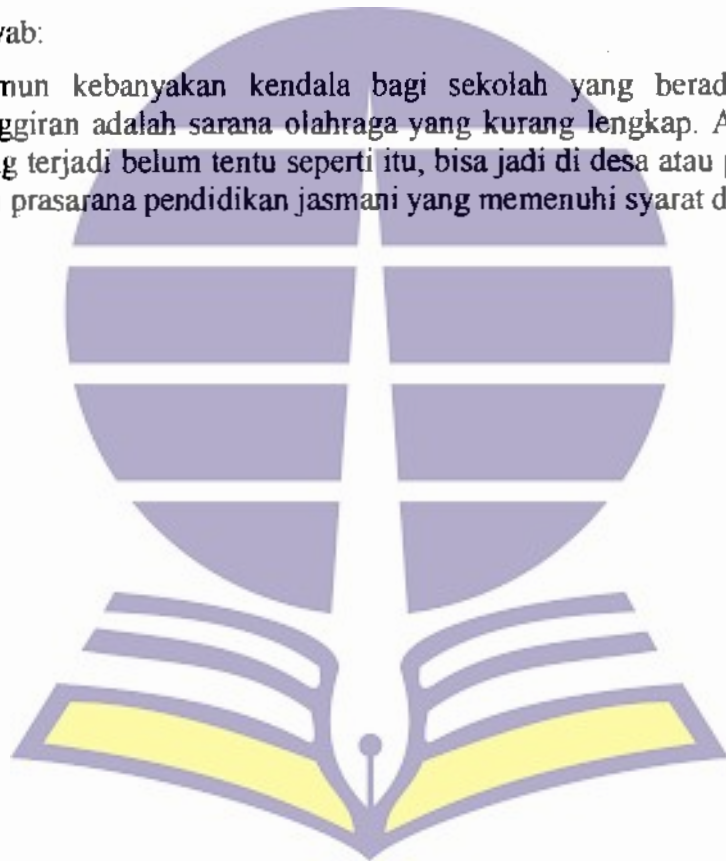 vab:
mun kebanyakan kendala bagi sekolah yang berad
ggiran adalah sarana olahraga yang kurang lengkap. A
g terjadi belum tentu seperti itu, bisa jadi di desa atau p
prasarana pendidikan jasmani yang memenuhi syarat d